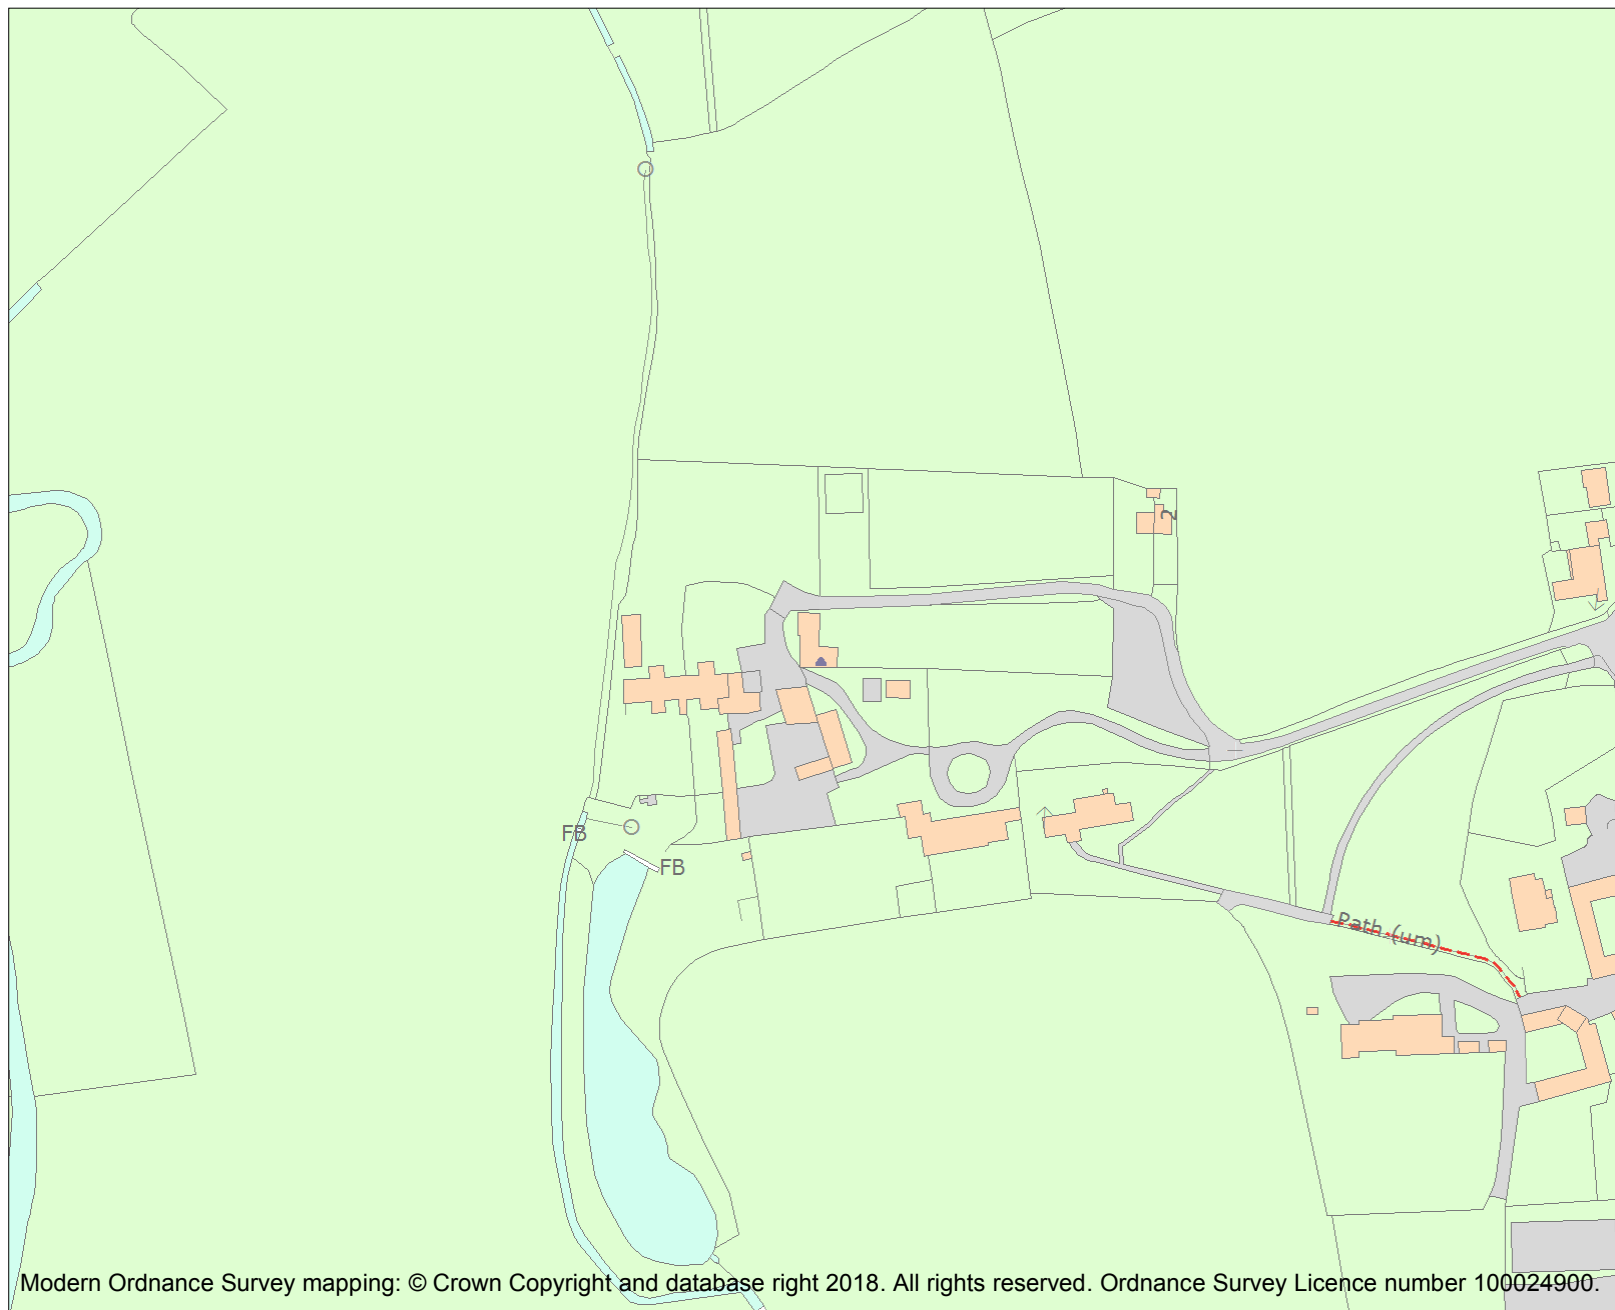 2
FB
FB
Path (um)
Modern Ordnance Survey mapping: © Crown Copyright and database right 2018. All rights reserved. Ordnance Survey Licence number 100024900.